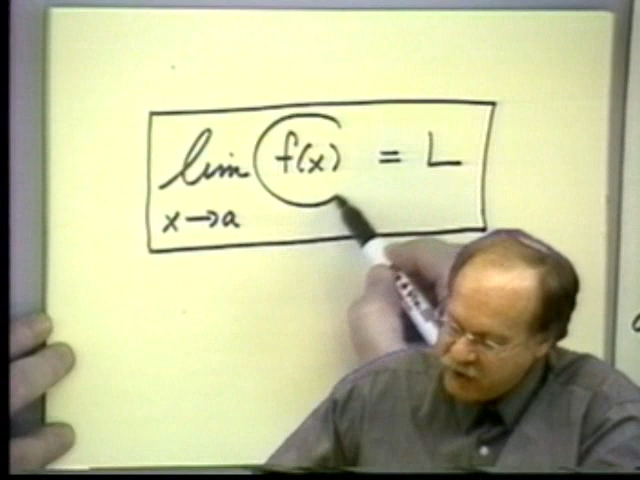 lim f(x) = L
x→a